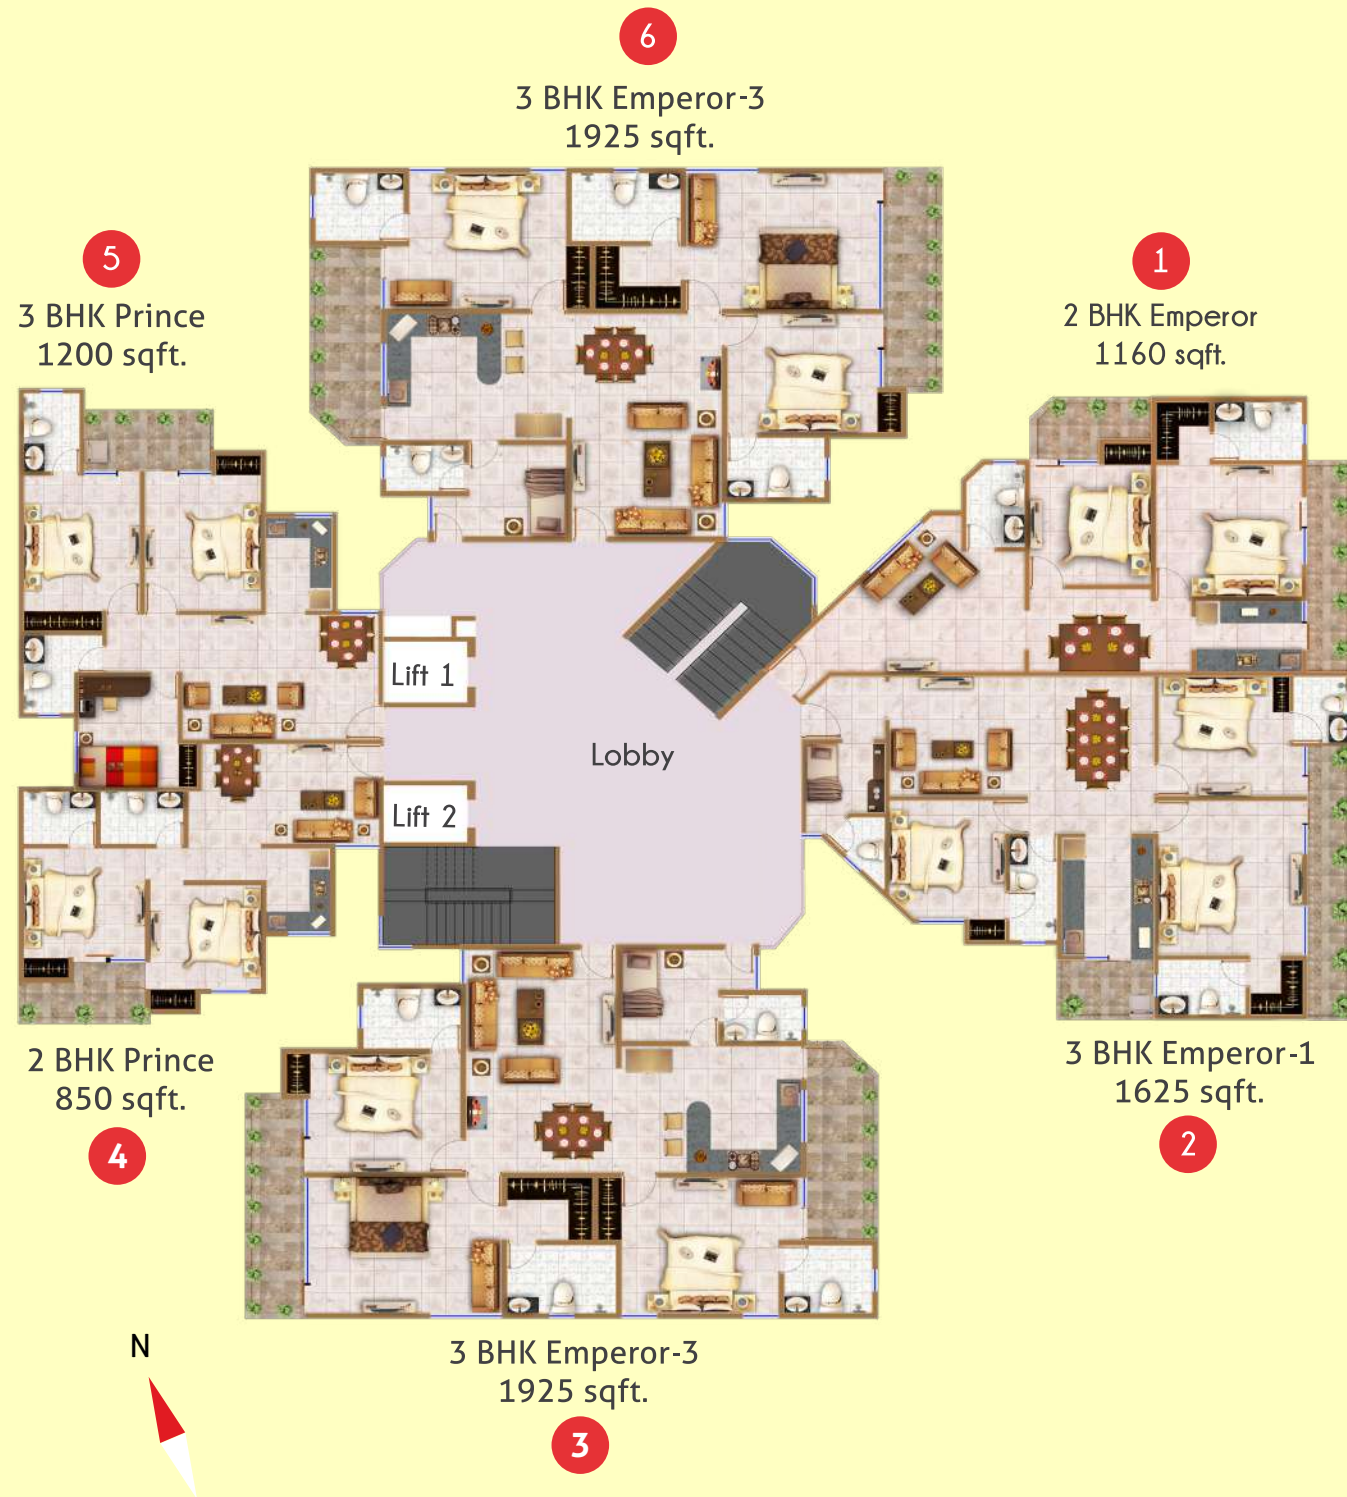 6
3 BHK Emperor-3
1925 sqft.
5
3 BHK Prince
1200 sqft.
1
2 BHK Emperor
1160 sqft.
Lift 1
Lobby
Lift 2
2 BHK Prince
850 sqft.
4
3 BHK Emperor-1
1625 sqft.
2
3 BHK Emperor-3
1925 sqft.
3
N